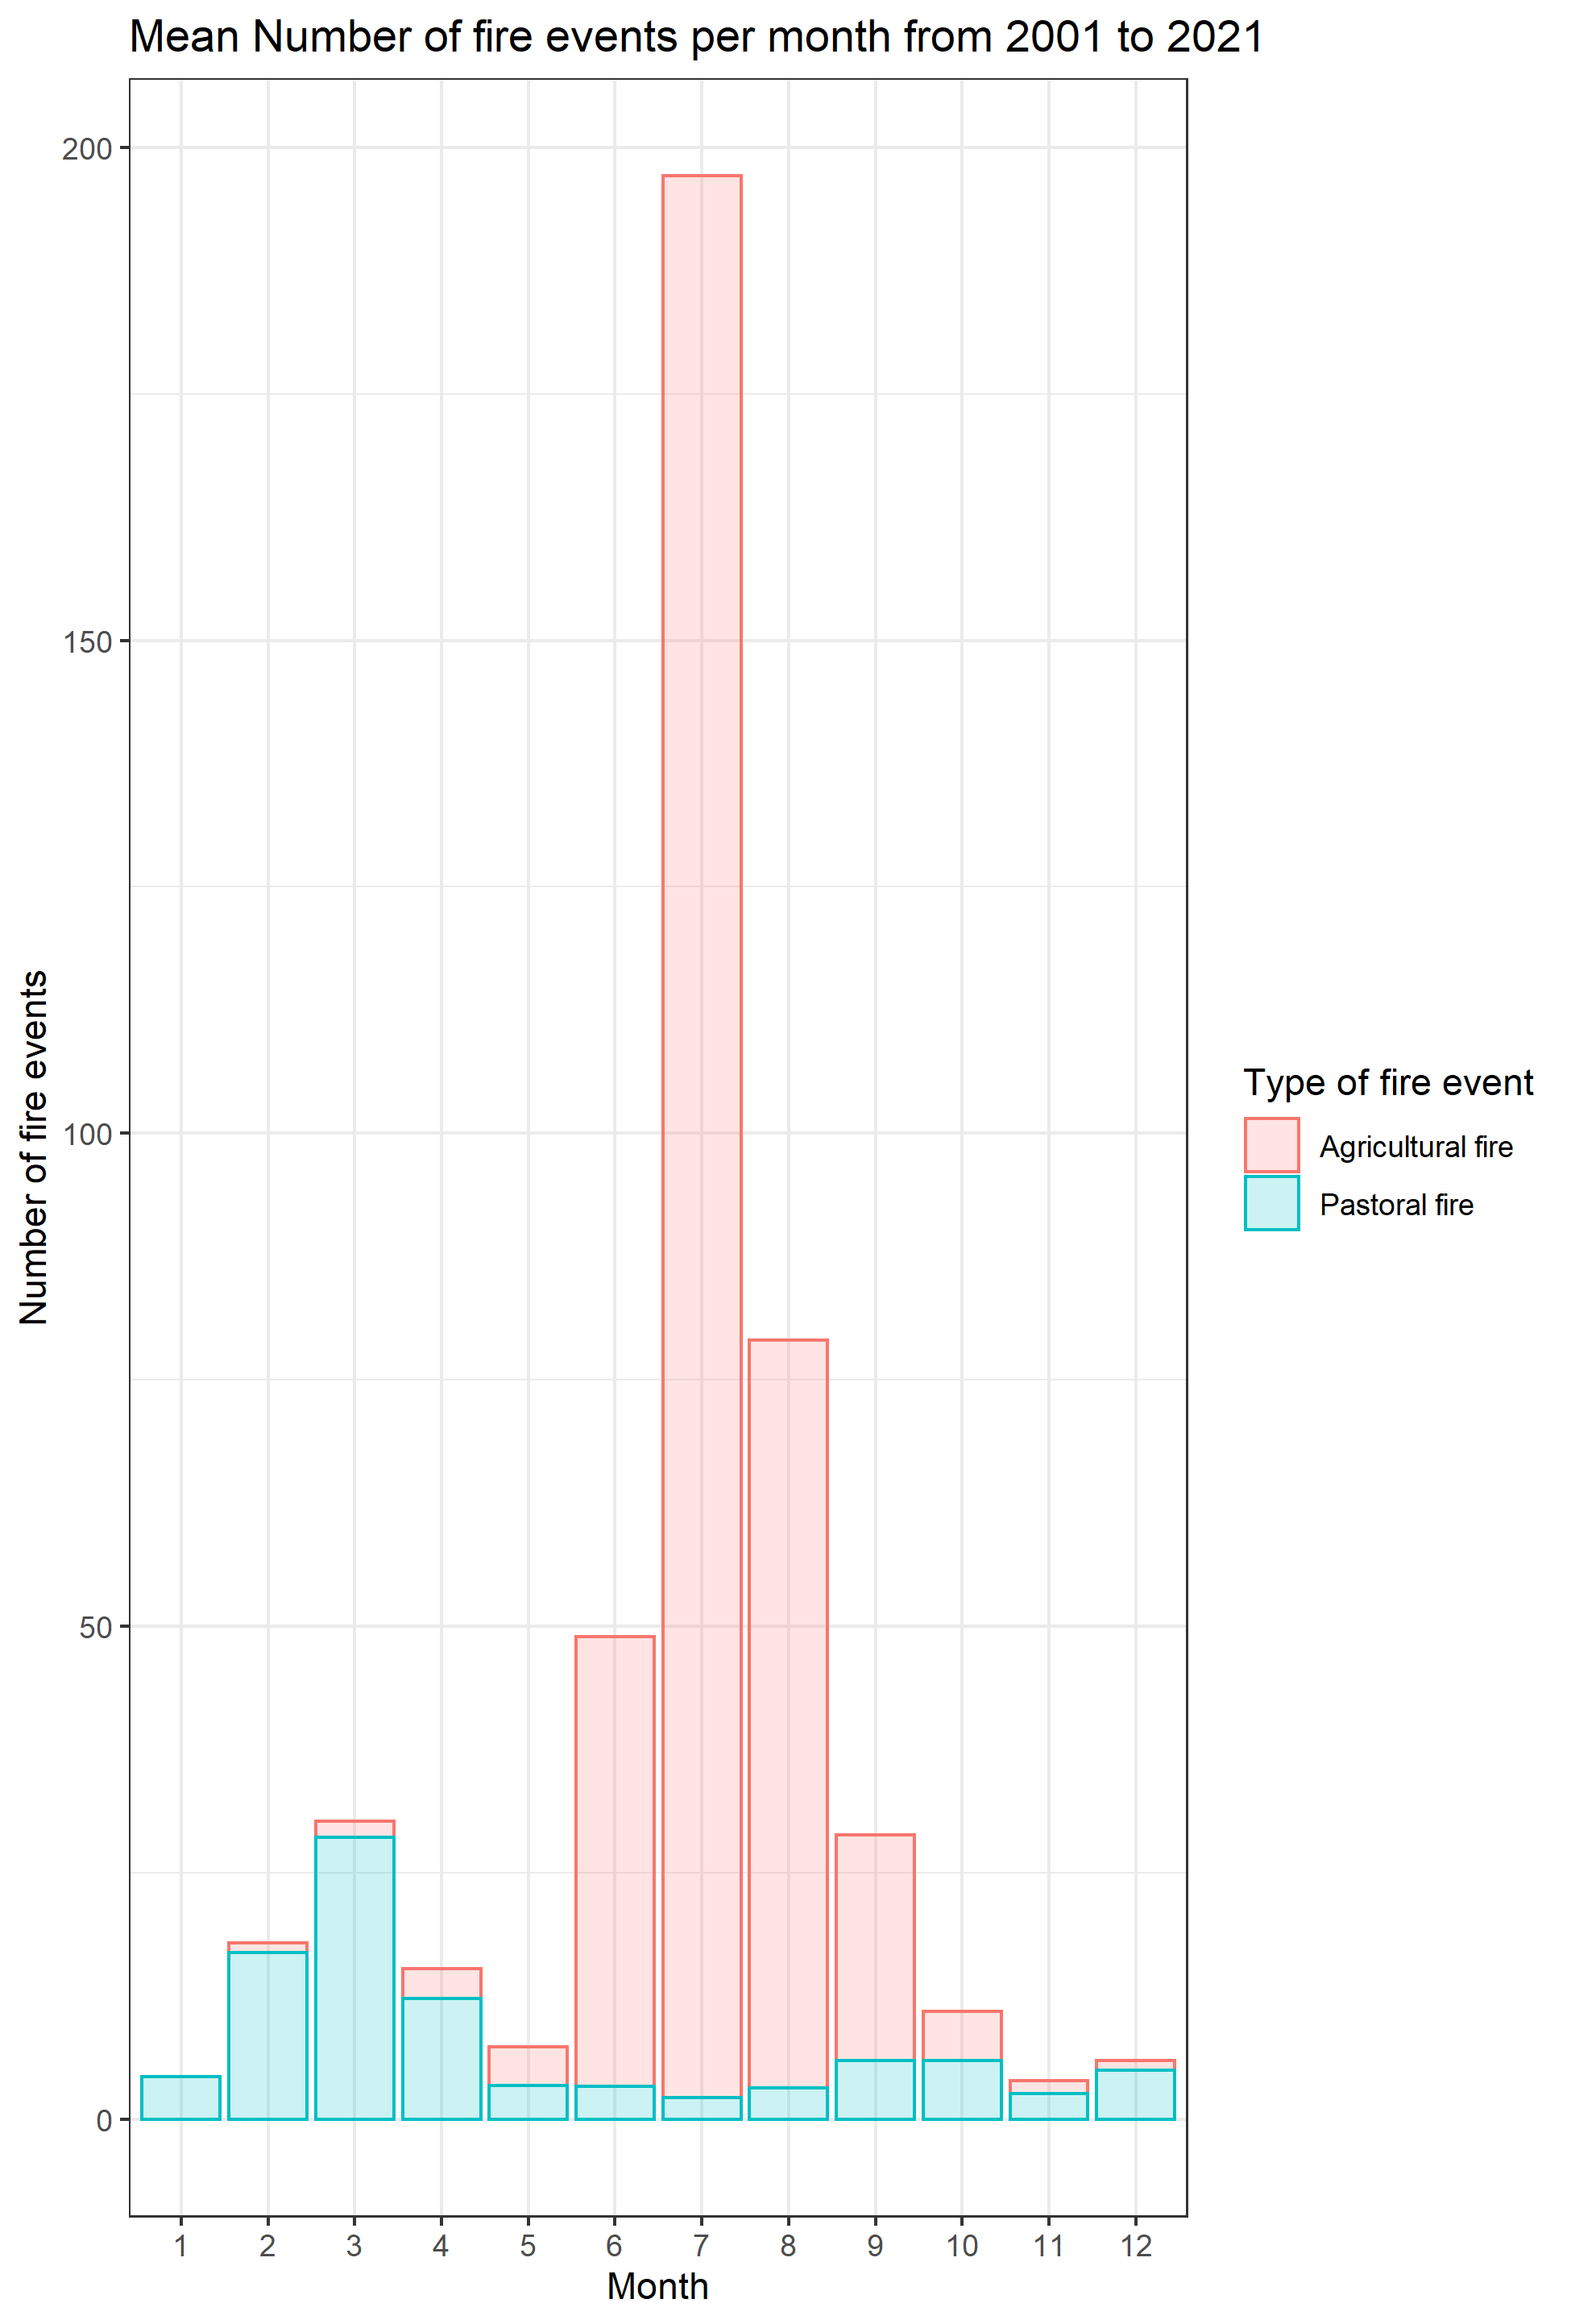 Mean Number of fire events per month from 2001 to 2021
200
150
100
50
0
Number of fire events
1 2 3 4 5 6 7 8 9 10 11 12
Month
Type of fire event
Agricultural fire
Pastoral fire